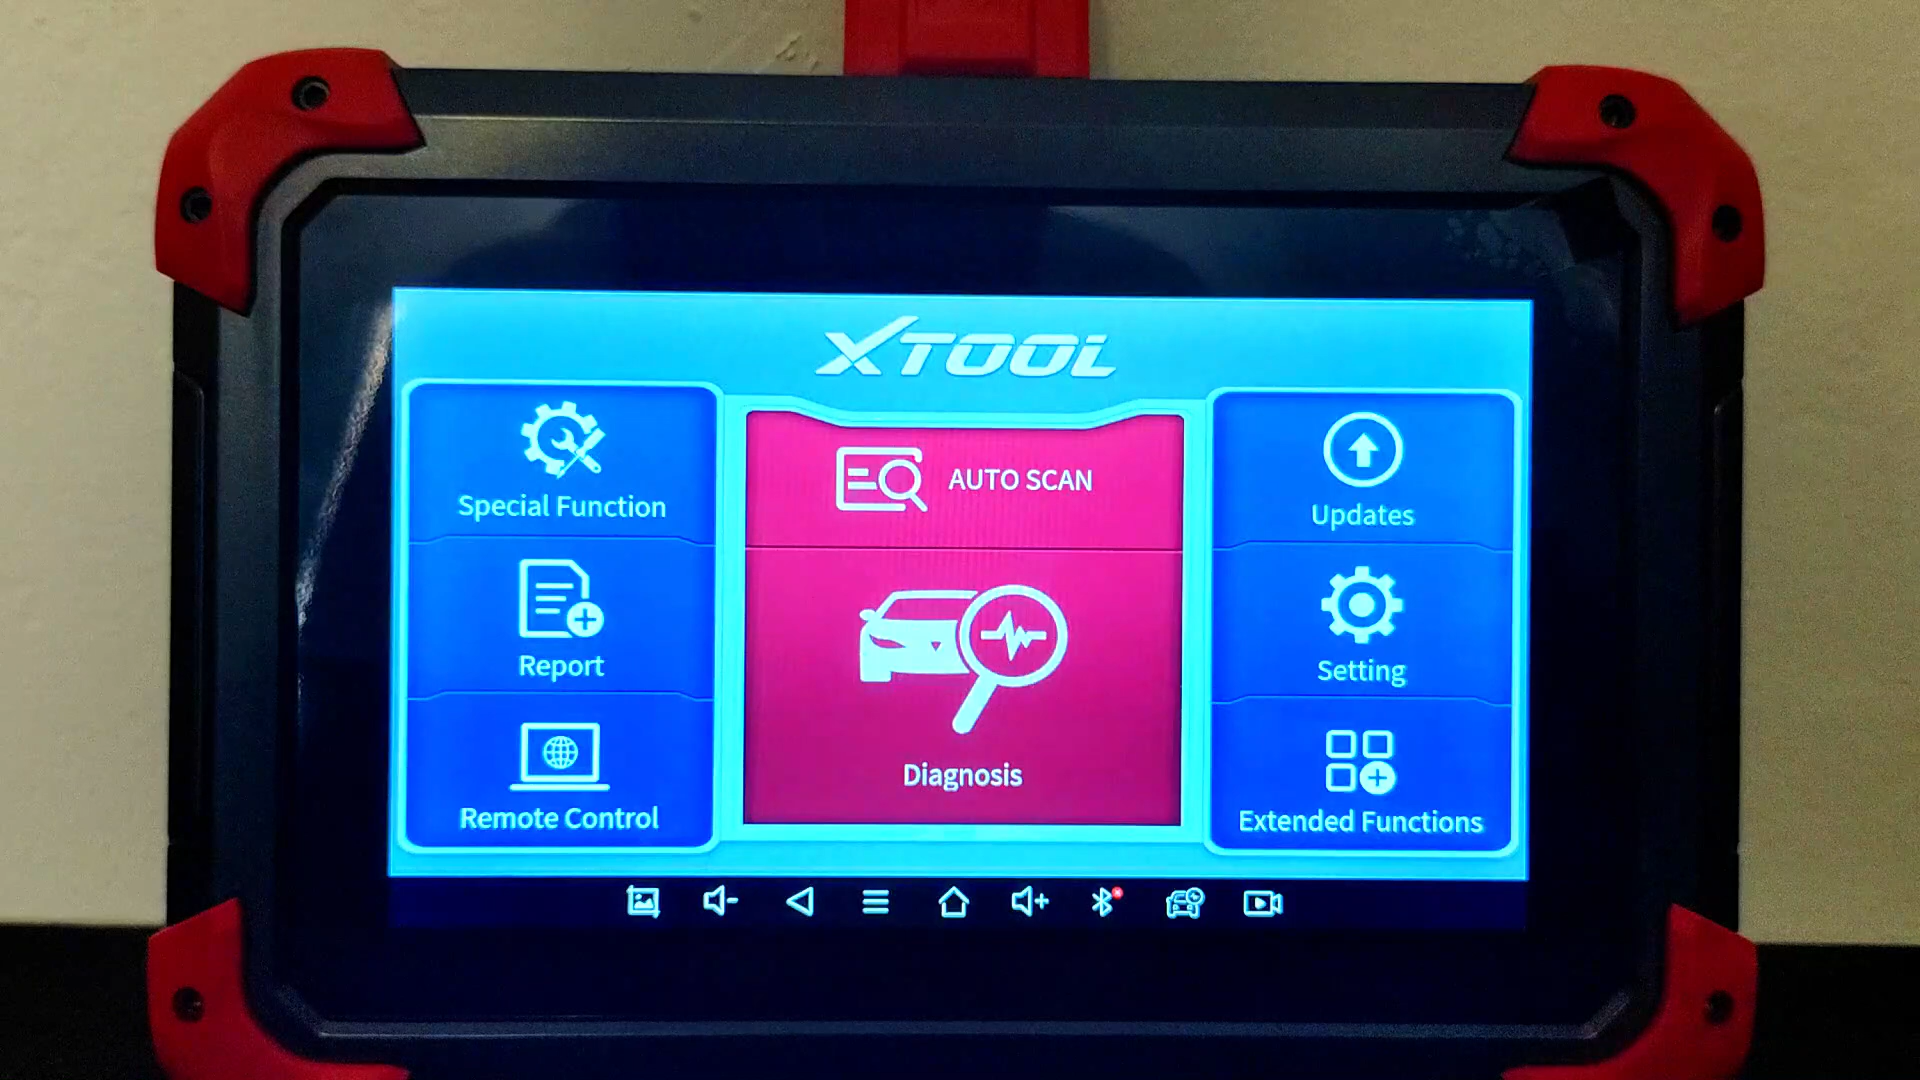 XTOOL
Special Function
AUTO SCAN
Updates
Report
Diagnosis
Setting
Remote Control
Extended Functions